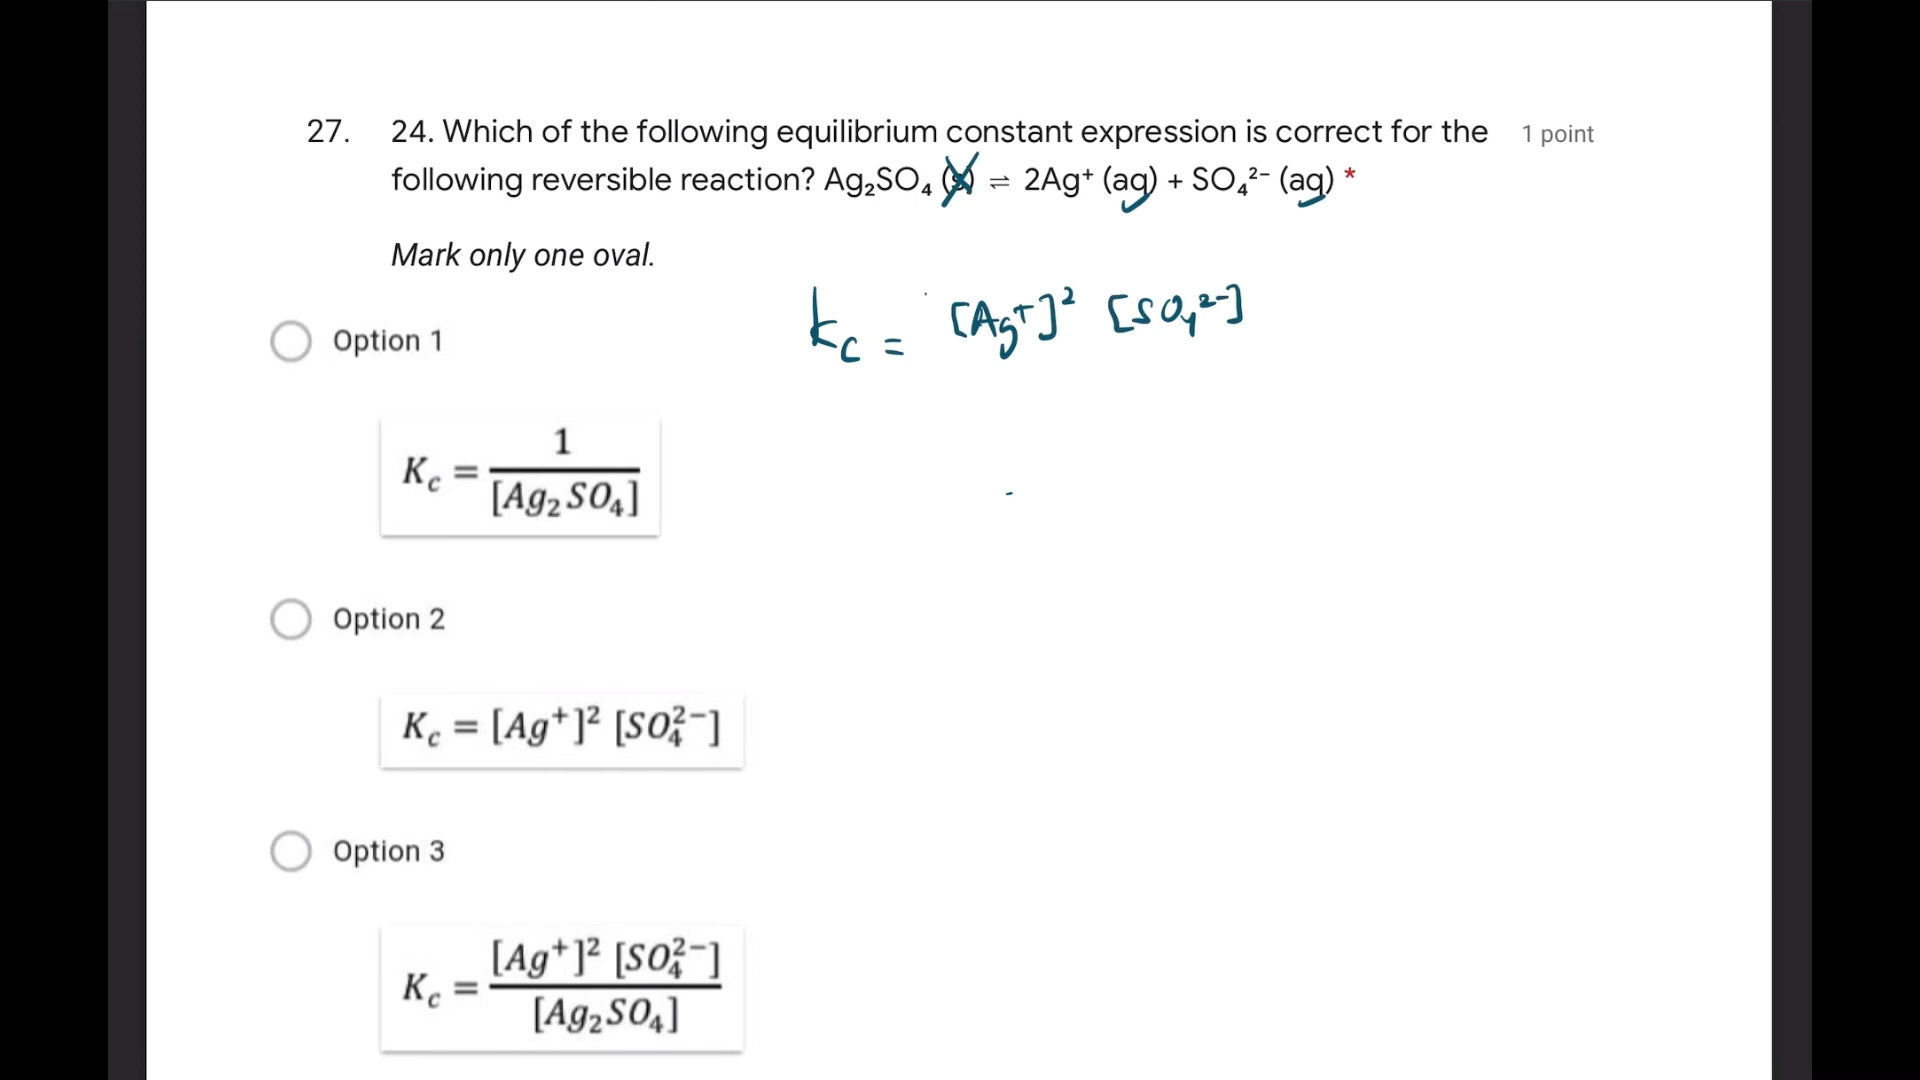 27. 24. Which of the following equilibrium constant expression is correct for the 1 point
following reversible reaction? Ag₂SO₄ (s) ⇌ 2Ag⁺ (aq) + SO₄²⁻ (aq) *
Mark only one oval.
Kc = [Ag⁺]² [SO₄²⁻]
Option 1
Kc = 1 / [Ag₂SO₄]
Option 2
Kc = [Ag⁺]² [SO₄²⁻]
Option 3
Kc = [Ag⁺]² [SO₄²⁻] / [Ag₂SO₄]